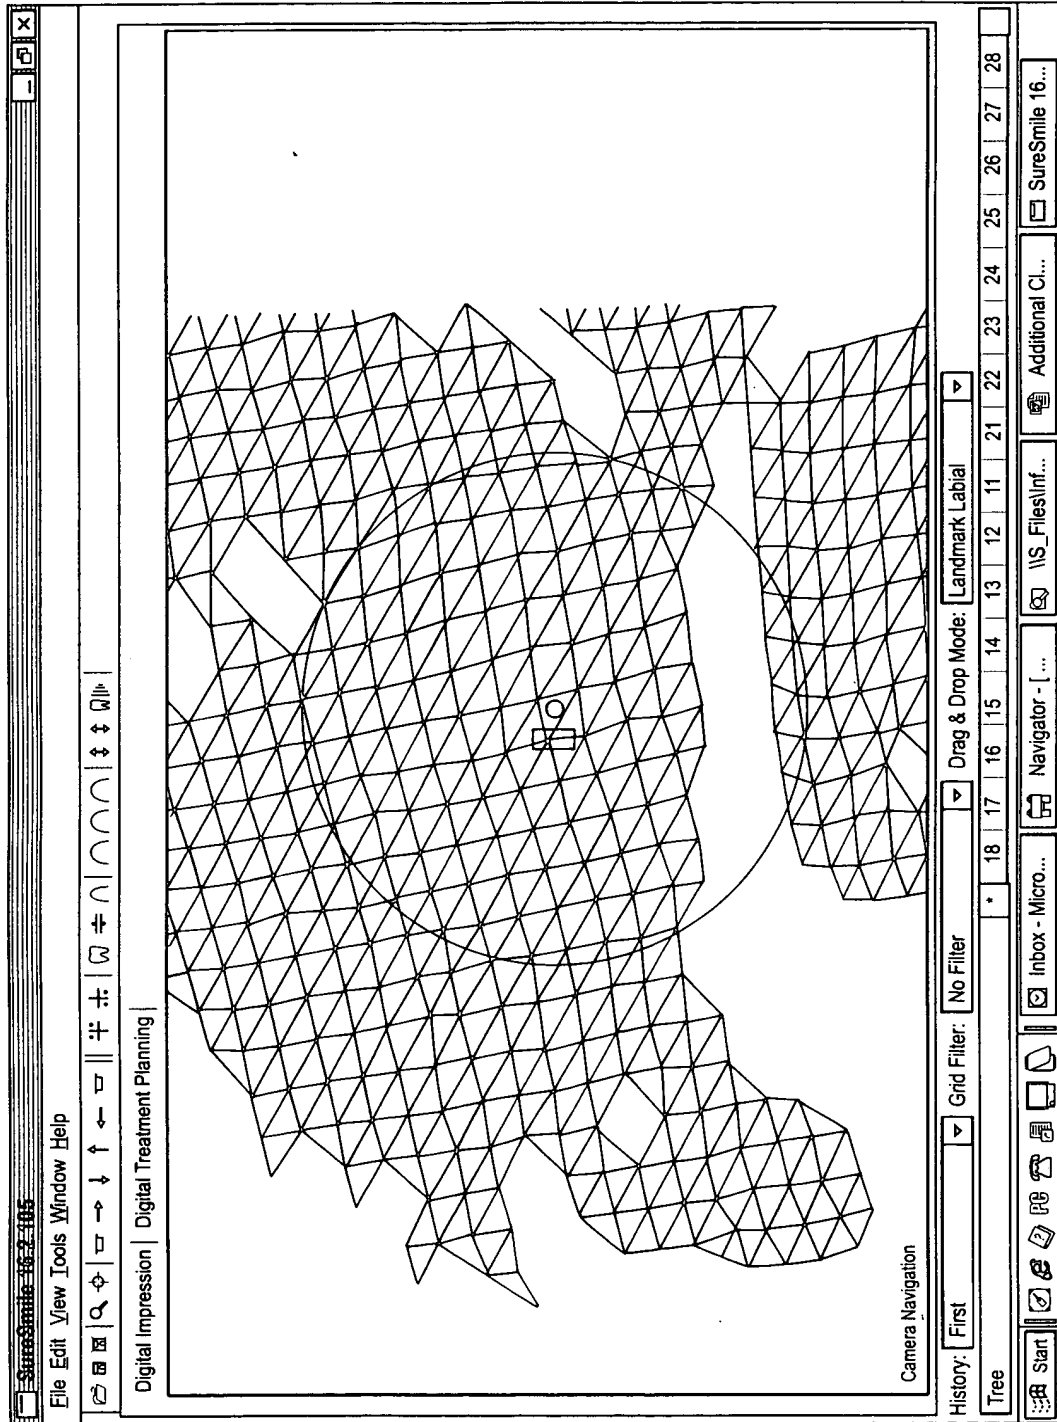 SureSmile 16.2.105
File Edit View Tools Window Help
Digital Impression | Digital Treatment Planning |
Camera Navigation
History: First Grid Filter: No Filter Drag & Drop Mode: Landmark Labial
Tree * 18 17 16 15 14 13 12 11 21 22 23 24 25 26 27 28
Start PC Inbox - Micro... Navigator - [ ... \\S_Files\Inf... Additional Cl... SureSmile 16...